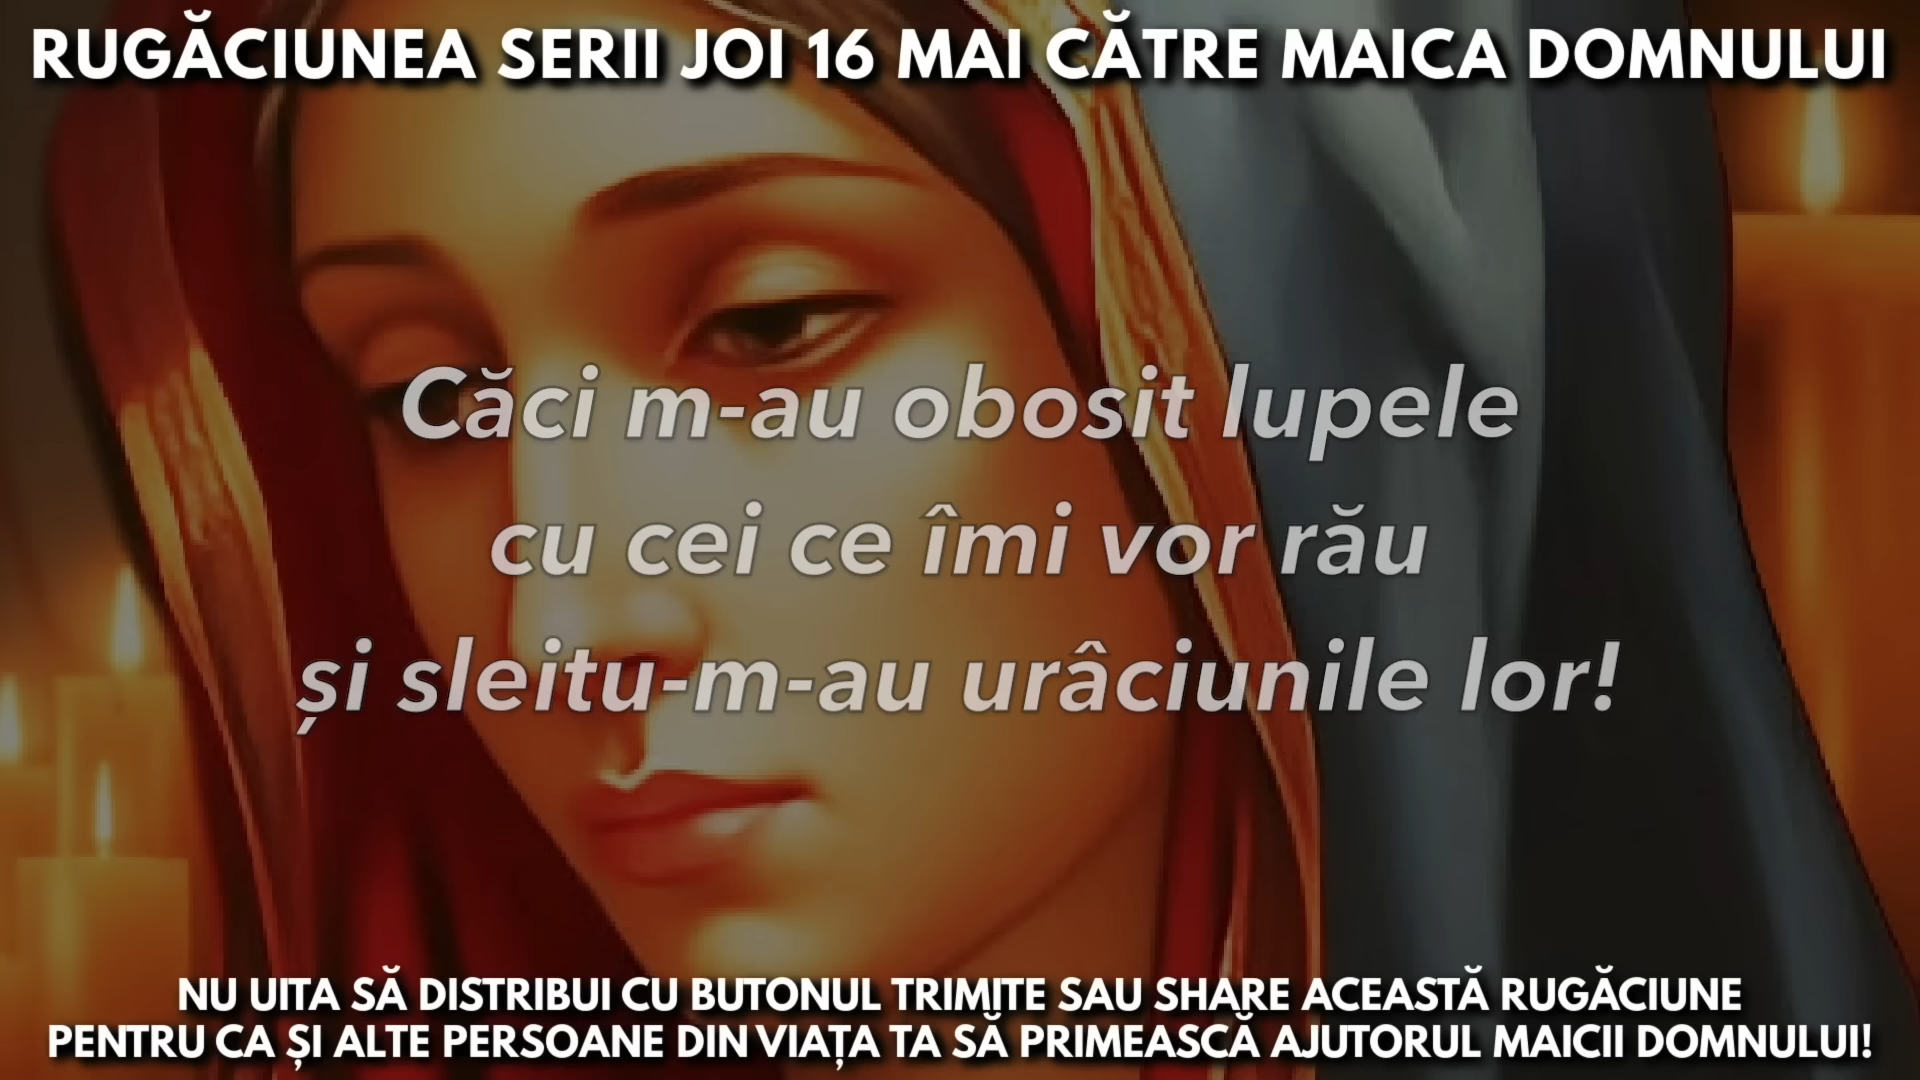 RUGĂCIUNEA SERII JOI 16 MAI CĂTRE MAICA DOMNULUI
Căci m-au obosit lupele
cu cei ce îmi vor rău
și sleitu-m-au urâciunile lor!
NU UITA SĂ DISTRIBUI CU BUTONUL TRIMITE SAU SHARE ACEASTĂ RUGĂCIUNE
PENTRU CA ȘI ALTE PERSOANE DIN VIAȚA TA SĂ PRIMEASCĂ AJUTORUL MAICII DOMNULUI!